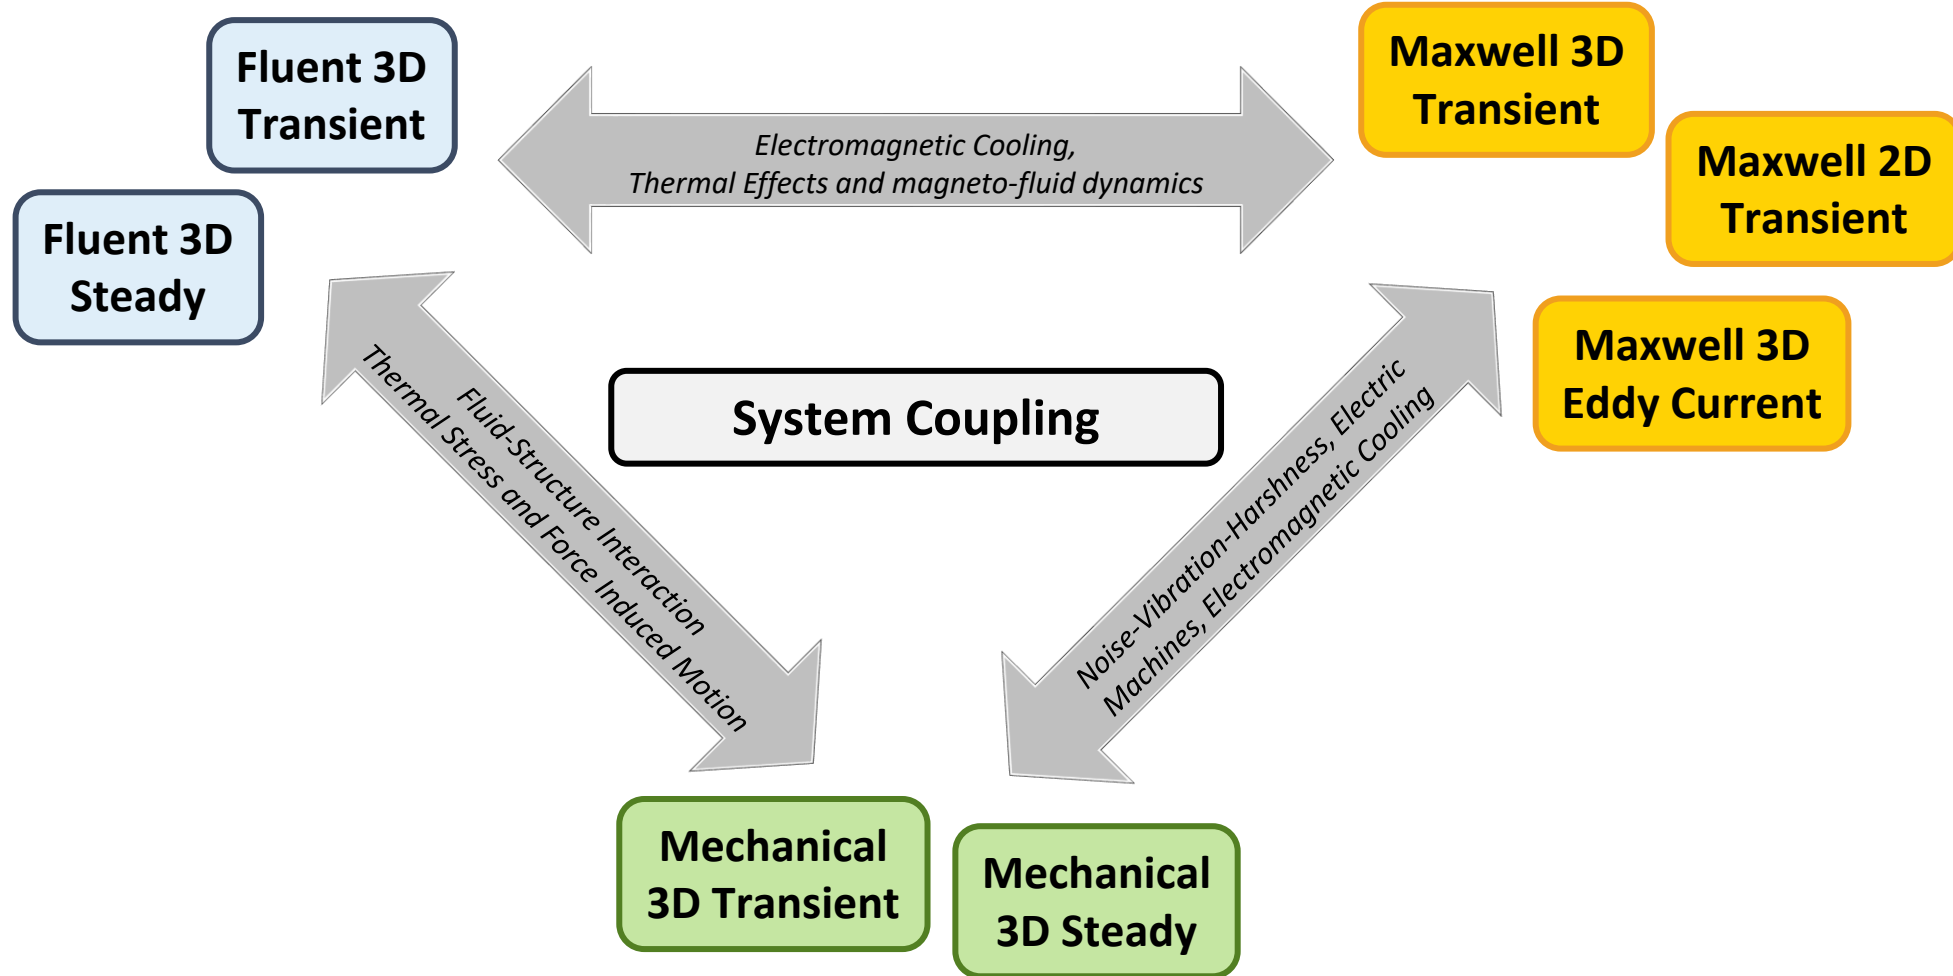 Fluent 3D
Transient
Fluent 3D
Steady
Electromagnetic Cooling,
Thermal Effects and magneto-fluid dynamics
Maxwell 3D
Transient
Maxwell 2D
Transient
Maxwell 3D
Eddy Current
System Coupling
Fluid-Structure Interaction
Thermal Stress and Force Induced Motion
Noise-Vibration-Harshness, Electric
Machines, Electromagnetic Cooling
Mechanical
3D Transient
Mechanical
3D Steady